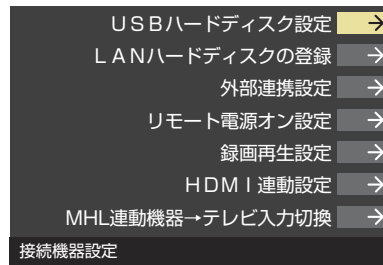 USBハードディスク設定 →
LANハードディスクの登録 →
外部連携設定 →
リモート電源オン設定 →
録画再生設定 →
HDMI連動設定 →
MHL連動機器→テレビ入力切換 →
接続機器設定